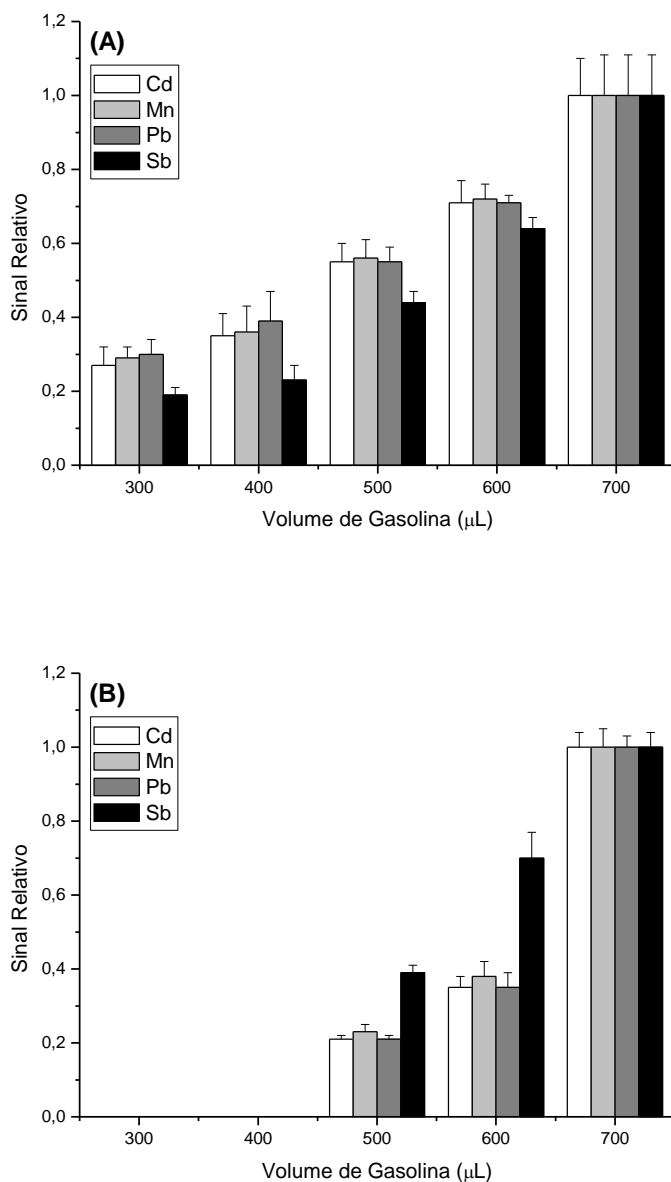 (A)
Cd
Mn
Pb
Sb
Sinal Relativo
1,2
1,0
0,8
0,6
0,4
0,2
0,0
300 400 500 600 700
Volume de Gasolina (μL)
(B)
Cd
Mn
Pb
Sb
Sinal Relativo
1,2
1,0
0,8
0,6
0,4
0,2
0,0
300 400 500 600 700
Volume de Gasolina (μL)